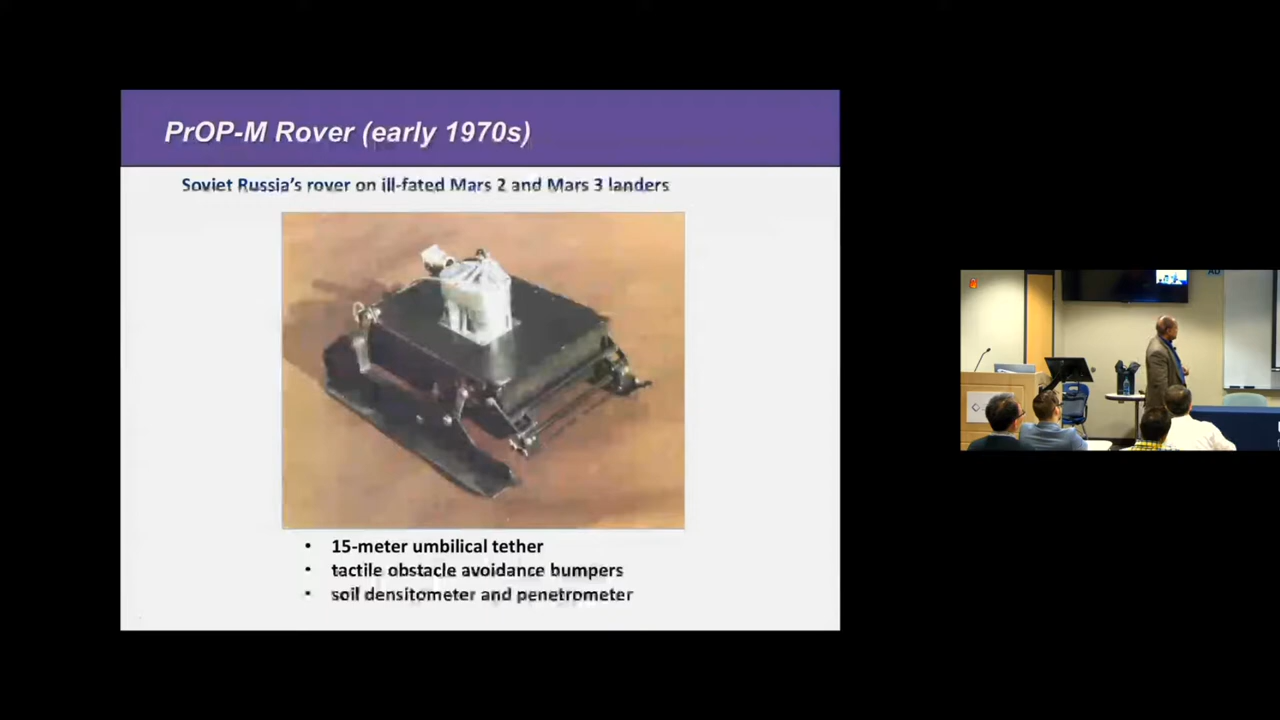 PrOP-M Rover (early 1970s)
Soviet Russia's rover on ill-fated Mars 2 and Mars 3 landers
• 15-meter umbilical tether
• tactile obstacle avoidance bumpers
• soil densitometer and penetrometer
AU